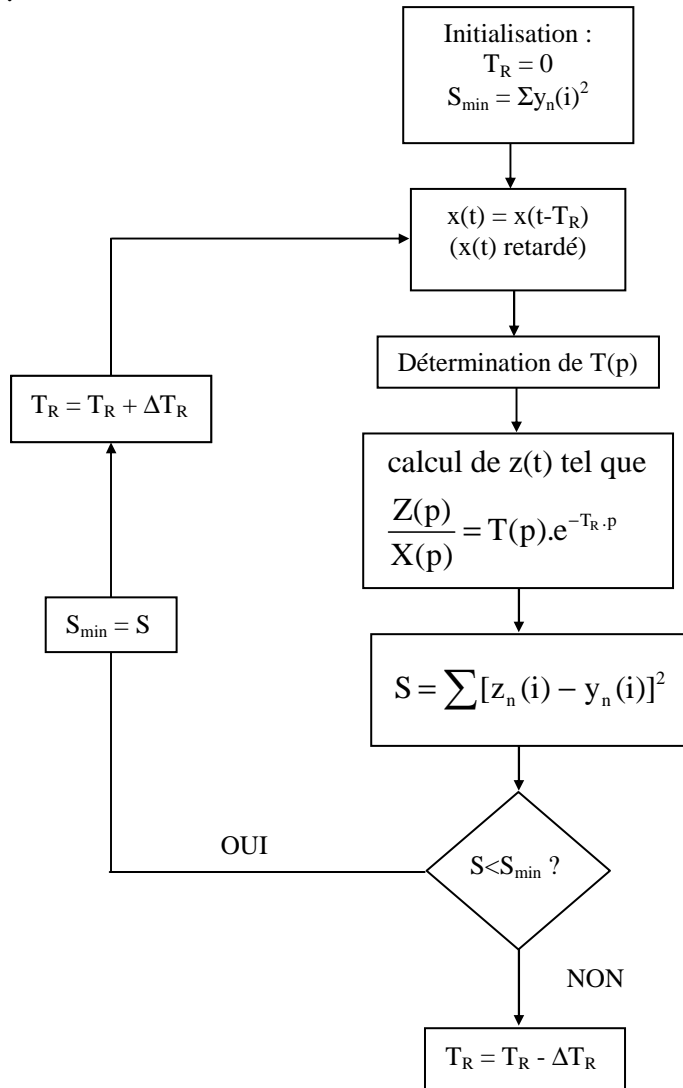 Initialisation :
T_R = 0
S_min = Σy_n(i)²
x(t) = x(t-T_R)
(x(t) retardé)
Détermination de T(p)
T_R = T_R + ΔT_R
calcul de z(t) tel que
Z(p)/X(p) = T(p).e^(-T_R.p)
S_min = S
S = ∑[z_n(i) − y_n(i)]²
OUI
S<S_min ?
NON
T_R = T_R - ΔT_R